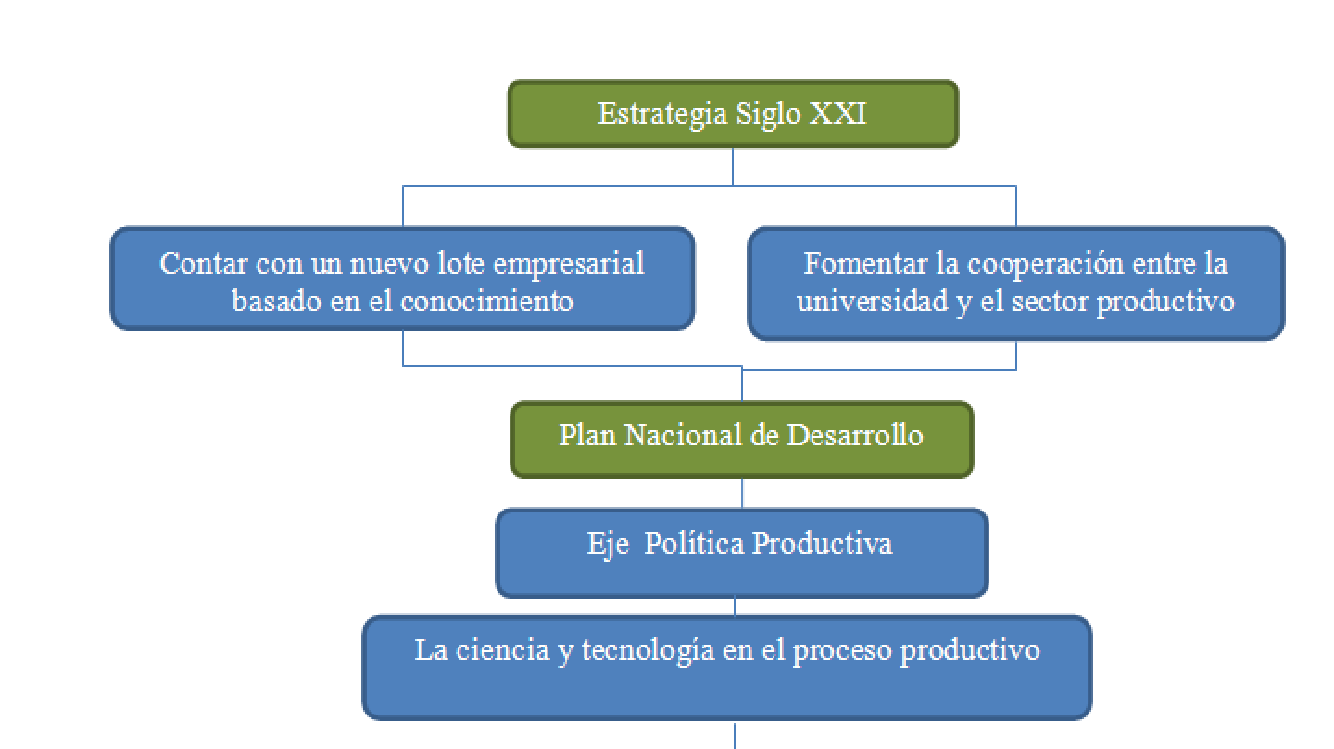 Estrategia Siglo XXI
Contar con un nuevo lote empresarial
basado en el conocimiento
Fomentar la cooperación entre la
universidad y el sector productivo
Plan Nacional de Desarrollo
Eje  Política Productiva
La ciencia y tecnología en el proceso productivo